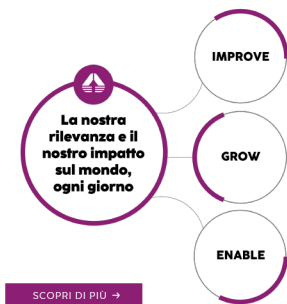 La nostra
rilevanza e il
nostro impatto
sul mondo,
ogni giorno
IMPROVE
GROW
ENABLE
SCOPRI DI PIÙ →